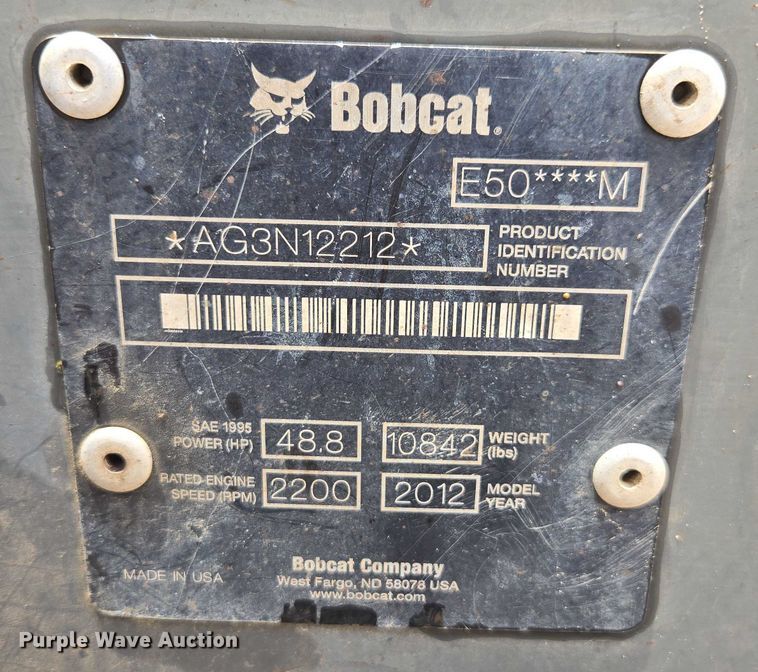 Bobcat®
E50****M
*AG3N12212*
PRODUCT
IDENTIFICATION
NUMBER
SAE 1995
POWER (HP)
48.8
10842
WEIGHT
(lbs)
RATED ENGINE
SPEED (RPM)
2200
2012
MODEL
YEAR
Bobcat Company
West Fargo, ND 58078 USA
www.bobcat.com
MADE IN USA
Purple Wave Auction